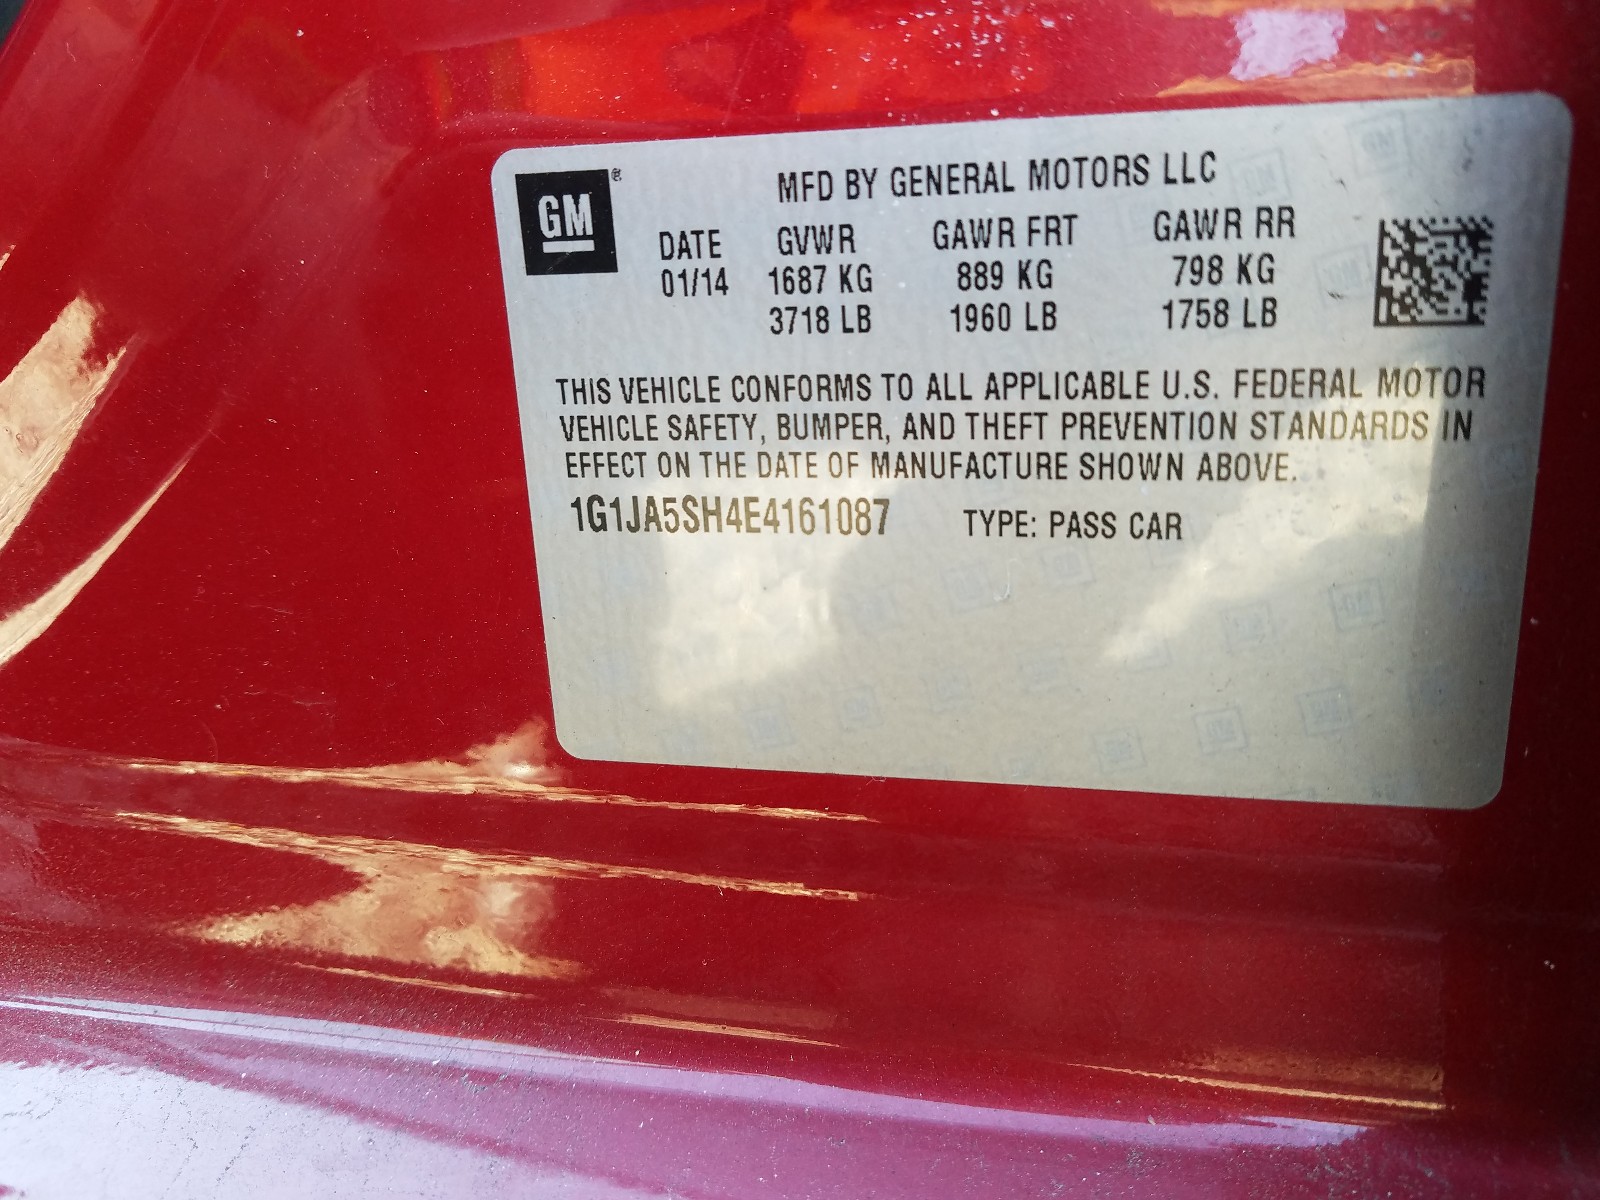 GM®
MFD BY GENERAL MOTORS LLC
DATE GVWR GAWR FRT GAWR RR
01/14 1687 KG 889 KG 798 KG
3718 LB 1960 LB 1758 LB
THIS VEHICLE CONFORMS TO ALL APPLICABLE U.S. FEDERAL MOTOR
VEHICLE SAFETY, BUMPER, AND THEFT PREVENTION STANDARDS IN
EFFECT ON THE DATE OF MANUFACTURE SHOWN ABOVE.
1G1JA5SH4E4161087 TYPE: PASS CAR